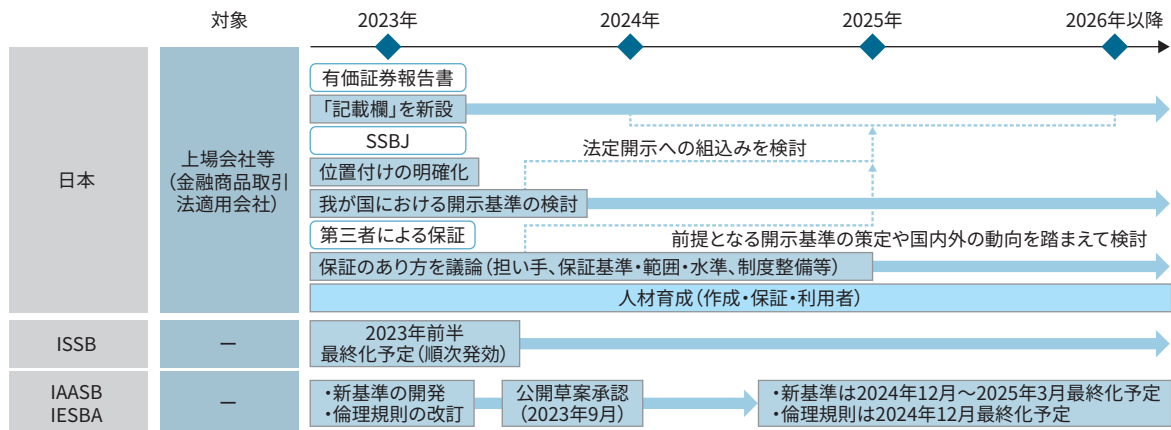 対象
2023年
2024年
2025年
2026年以降
日本
上場会社等
(金融商品取引
法適用会社)
有価証券報告書
「記載欄」を新設
SSBJ
法定開示への組込みを検討
位置付けの明確化
我が国における開示基準の検討
第三者による保証
前提となる開示基準の策定や国内外の動向を踏まえて検討
保証のあり方を議論(担い手、保証基準・範囲・水準、制度整備等)
人材育成(作成・保証・利用者)
ISSB
ー
2023年前半
最終化予定(順次発効)
IAASB
IESBA
ー
・新基準の開発
・倫理規則の改訂
公開草案承認
(2023年9月)
・新基準は2024年12月〜2025年3月最終化予定
・倫理規則は2024年12月最終化予定